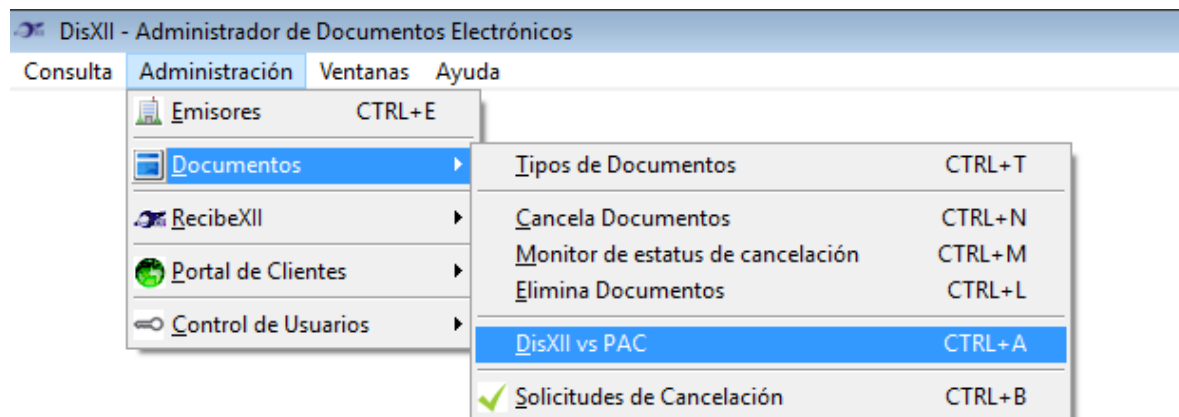 DisXII - Administrador de Documentos Electrónicos
Consulta Administración Ventanas Ayuda
Emisores CTRL+E
Documentos
RecibeXII
Portal de Clientes
Control de Usuarios
Tipos de Documentos CTRL+T
Cancela Documentos CTRL+N
Monitor de estatus de cancelación CTRL+M
Elimina Documentos CTRL+L
DisXII vs PAC CTRL+A
Solicitudes de Cancelación CTRL+B